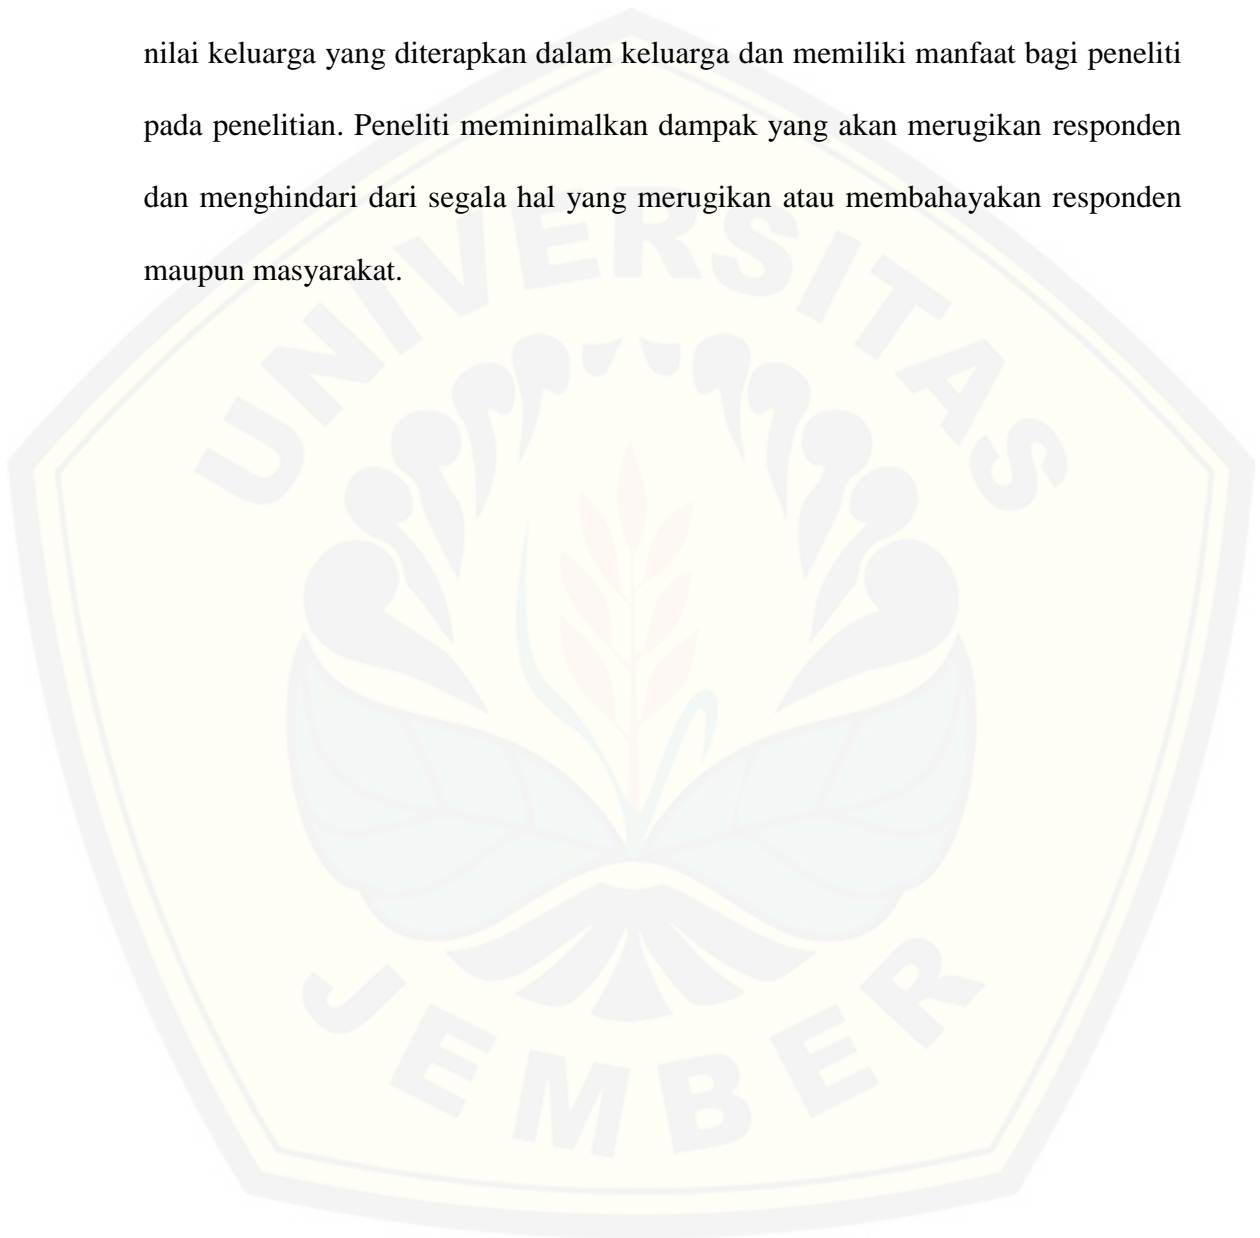 nilai keluarga yang diterapkan dalam keluarga dan memiliki manfaat bagi peneliti
pada penelitian. Peneliti meminimalkan dampak yang akan merugikan responden
dan menghindari dari segala hal yang merugikan atau membahayakan responden
maupun masyarakat.
UNIVERSITAS
JEMBER